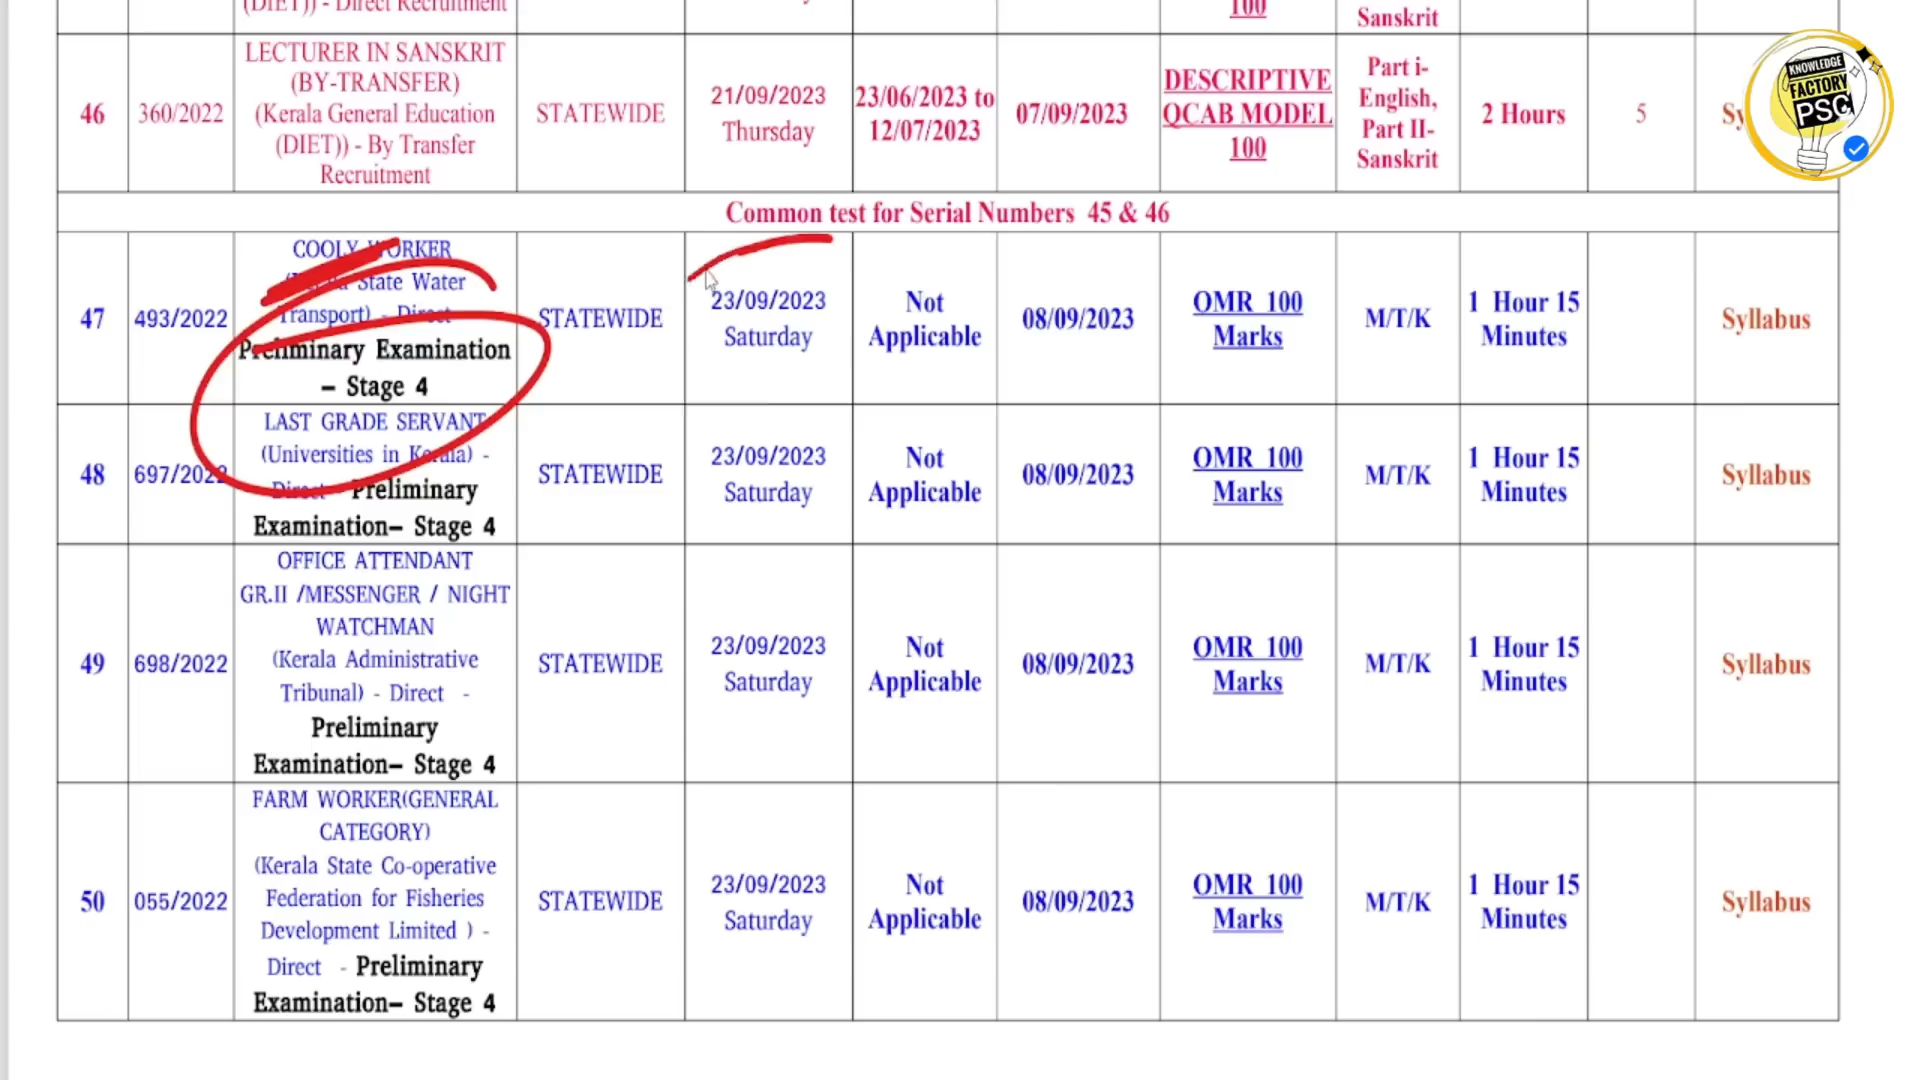 (DIET)) - Direct Recruitment
100
Sanskrit
46
360/2022
LECTURER IN SANSKRIT
(BY-TRANSFER)
(Kerala General Education
(DIET)) - By Transfer
Recruitment
STATEWIDE
21/09/2023
Thursday
23/06/2023 to
12/07/2023
07/09/2023
DESCRIPTIVE
QCAB MODEL
100
Part i-
English,
Part II-
Sanskrit
2 Hours
5
KNOWLEDGE
FACTORY
PSC
Common test for Serial Numbers 45 & 46
47
493/2022
COOLY WORKER
State Water
Transport) - Direct
Preliminary Examination
– Stage 4
STATEWIDE
23/09/2023
Saturday
Not
Applicable
08/09/2023
OMR 100
Marks
M/T/K
1 Hour 15
Minutes
Syllabus
48
697/2022
LAST GRADE SERVANT
(Universities in Kerala) -
Direct - Preliminary
Examination– Stage 4
STATEWIDE
23/09/2023
Saturday
Not
Applicable
08/09/2023
OMR 100
Marks
M/T/K
1 Hour 15
Minutes
Syllabus
49
698/2022
OFFICE ATTENDANT
GR.II /MESSENGER / NIGHT
WATCHMAN
(Kerala Administrative
Tribunal) - Direct -
Preliminary
Examination– Stage 4
STATEWIDE
23/09/2023
Saturday
Not
Applicable
08/09/2023
OMR 100
Marks
M/T/K
1 Hour 15
Minutes
Syllabus
50
055/2022
FARM WORKER(GENERAL
CATEGORY)
(Kerala State Co-operative
Federation for Fisheries
Development Limited ) -
Direct - Preliminary
Examination– Stage 4
STATEWIDE
23/09/2023
Saturday
Not
Applicable
08/09/2023
OMR 100
Marks
M/T/K
1 Hour 15
Minutes
Syllabus